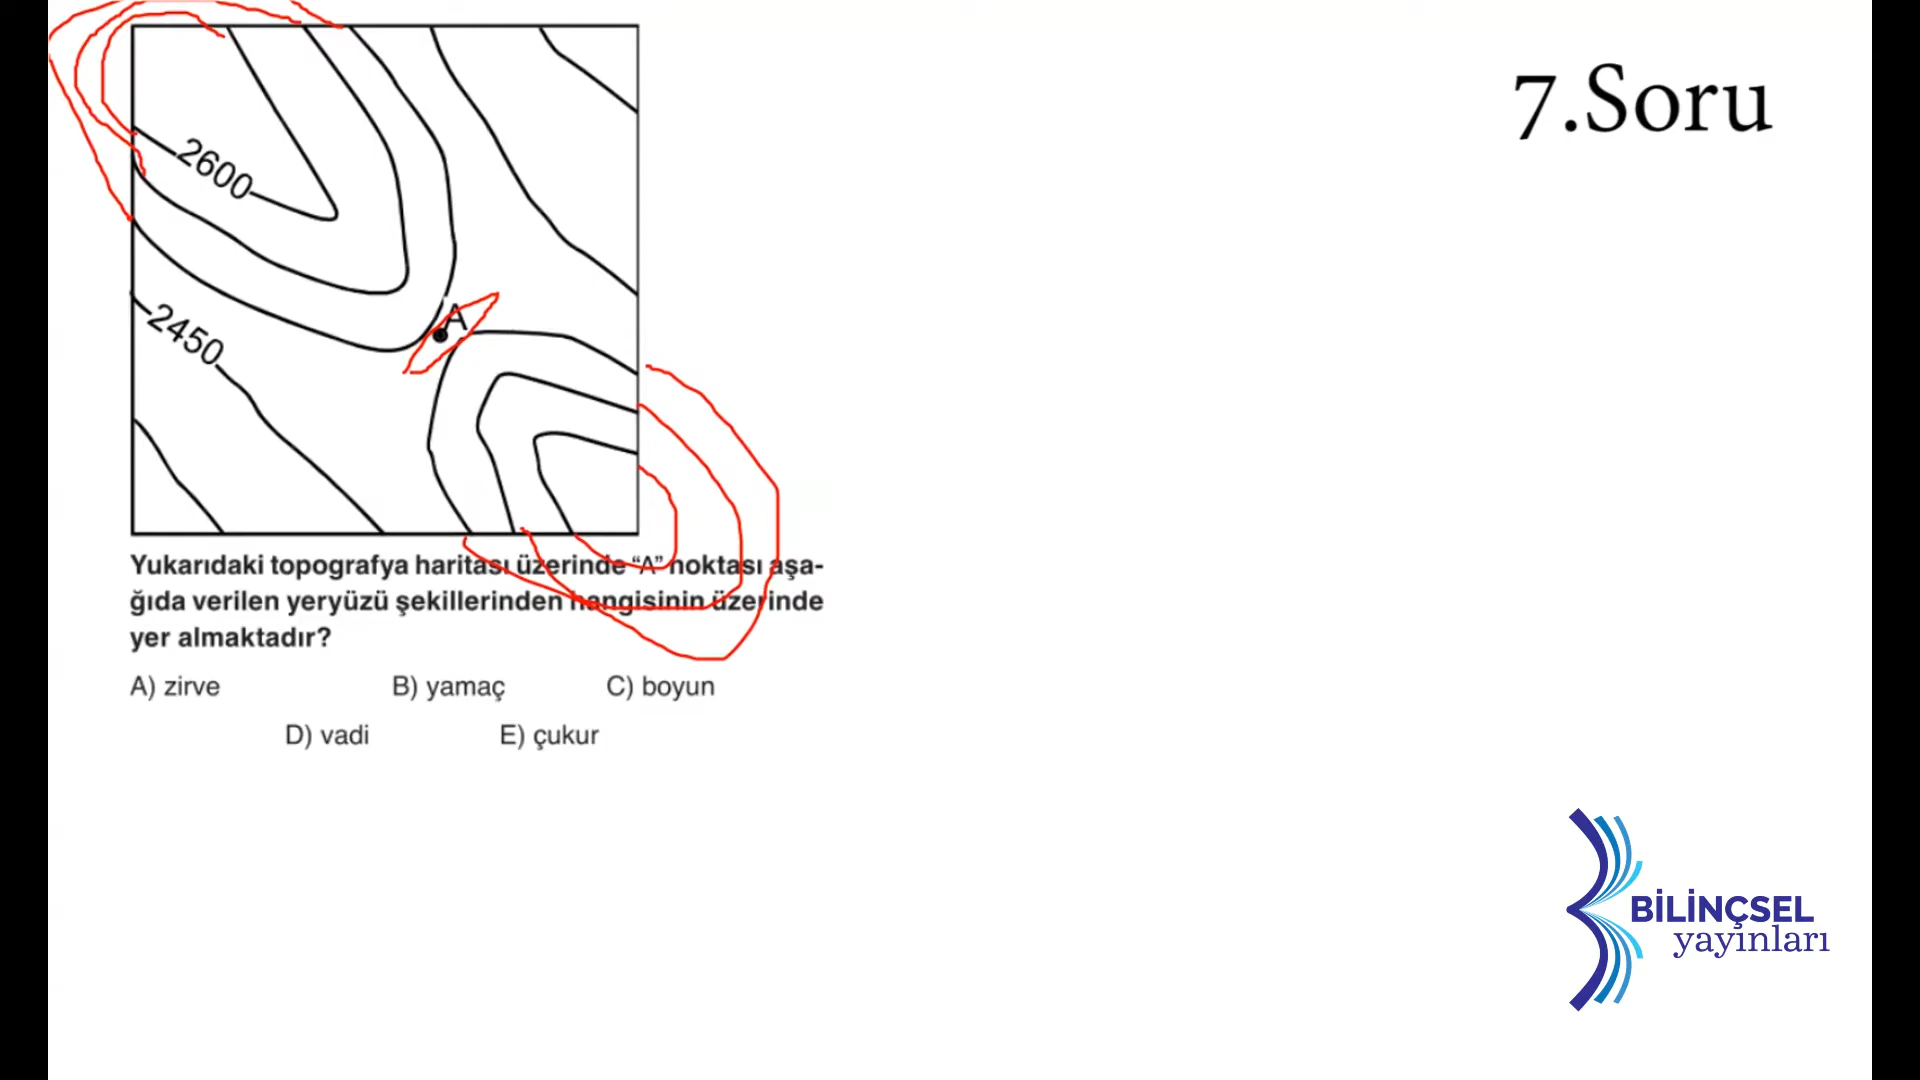 7.Soru
2600
A
2450
Yukarıdaki topografya haritası üzerinde “A” noktası aşa-
ğıda verilen yeryüzü şekillerinden hangisinin üzerinde
yer almaktadır?
A) zirve B) yamaç C) boyun
D) vadi E) çukur
BİLİNÇSEL
yayınları